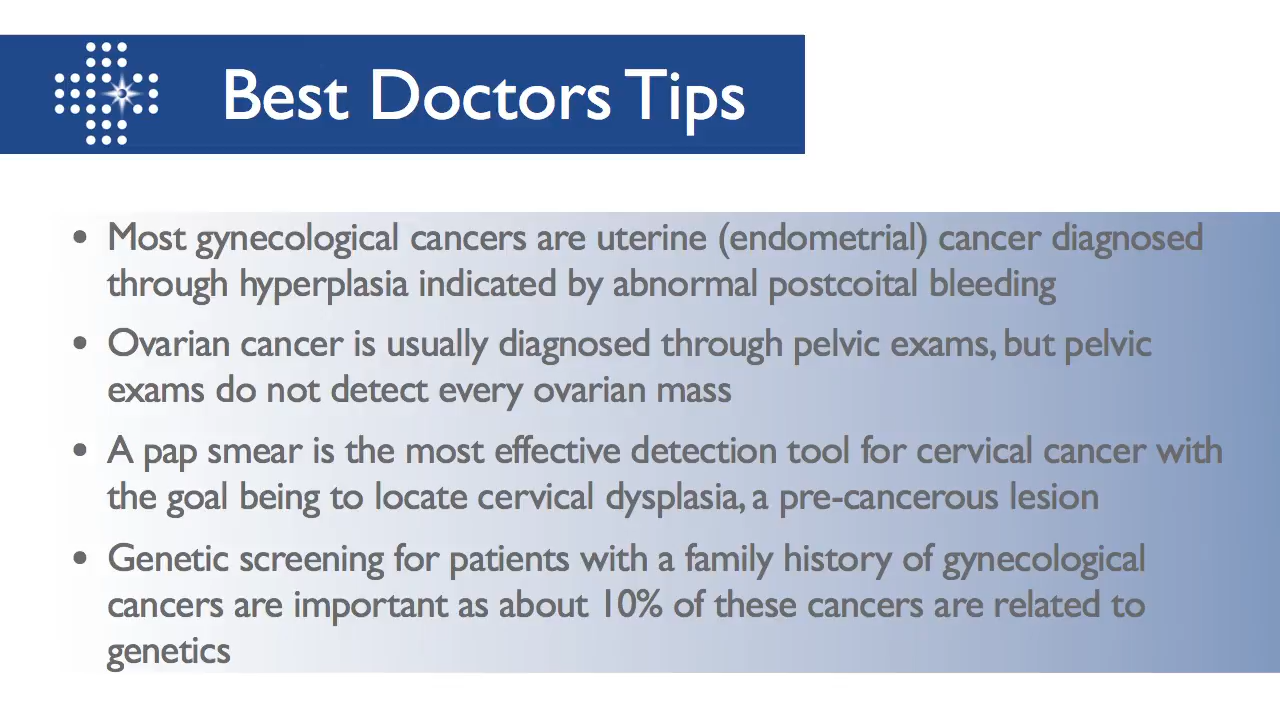 Best Doctors Tips
• Most gynecological cancers are uterine (endometrial) cancer diagnosed
through hyperplasia indicated by abnormal postcoital bleeding
• Ovarian cancer is usually diagnosed through pelvic exams, but pelvic
exams do not detect every ovarian mass
• A pap smear is the most effective detection tool for cervical cancer with
the goal being to locate cervical dysplasia, a pre-cancerous lesion
• Genetic screening for patients with a family history of gynecological
cancers are important as about 10% of these cancers are related to
genetics